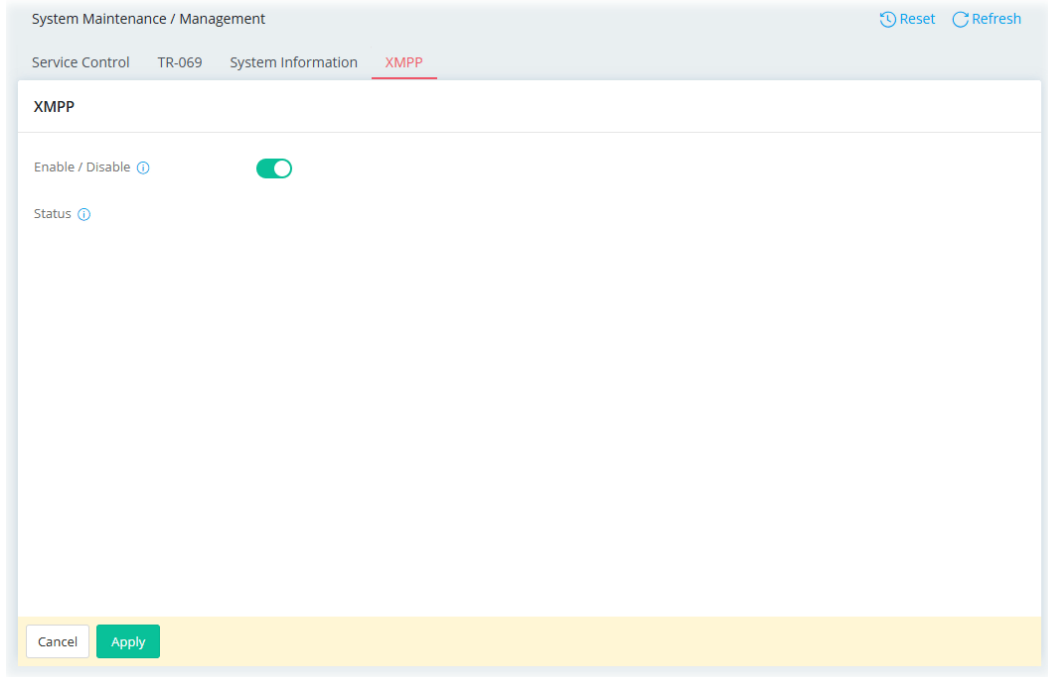 System Maintenance / Management
Reset Refresh
Service Control TR-069 System Information XMPP
XMPP
Enable / Disable
Status
Cancel Apply